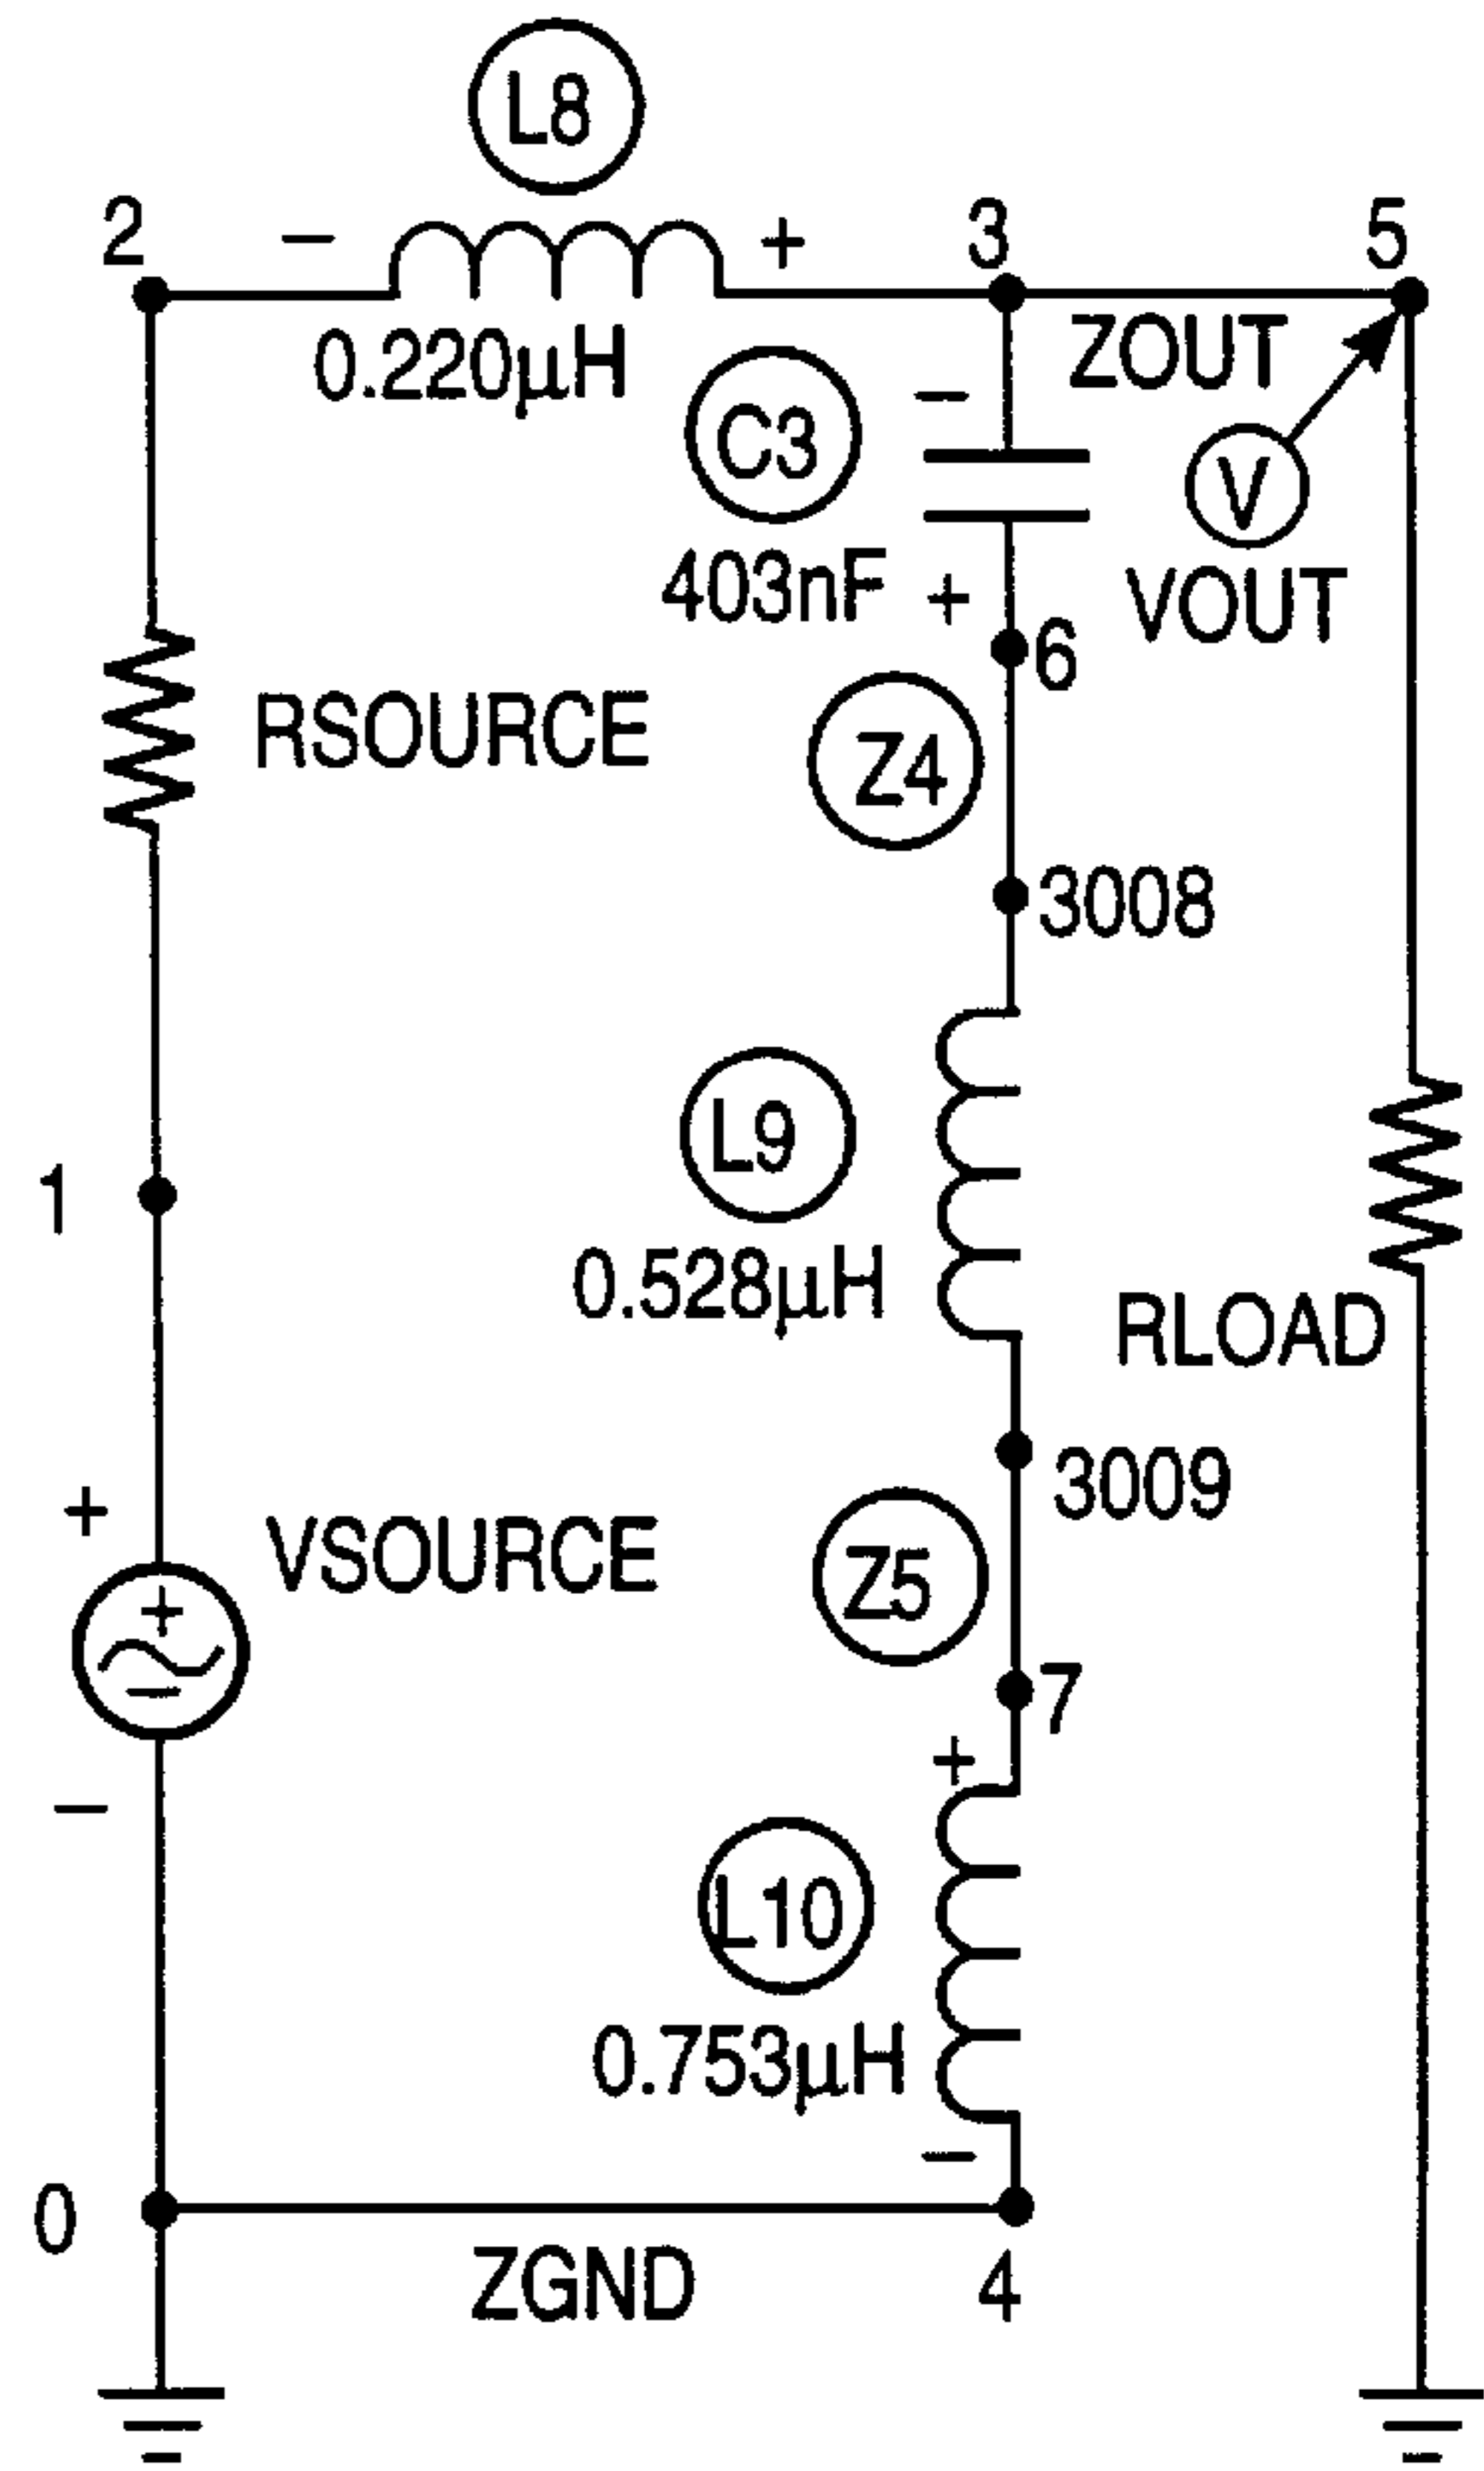 L8
2 − + 3 5
0.220µH
ZOUT
C3 −
V
403nF +
VOUT
6
RSOURCE
Z4
3008
L9
1
0.528µH
RLOAD
3009
+
VSOURCE
Z5
+
−
7
+
−
L10
0.753µH
−
0
ZGND
4